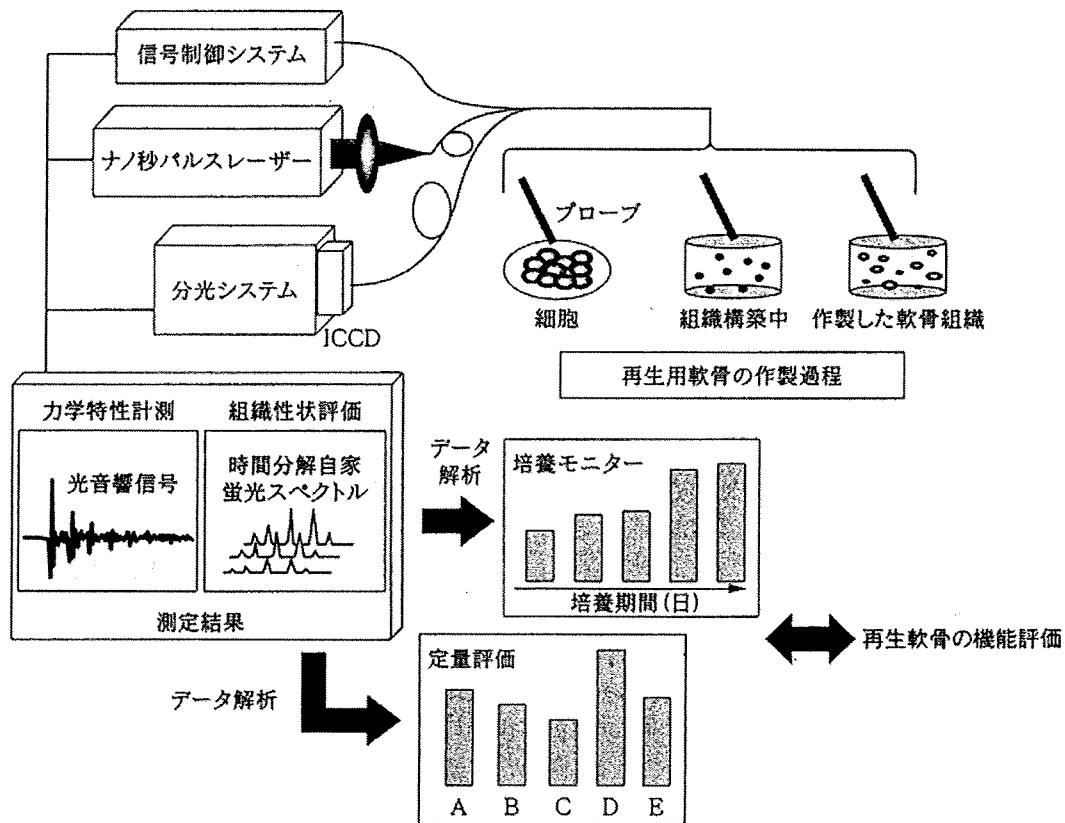 信号制御システム
ナノ秒パルスレーザー
分光システム
ICCD
プローブ
細胞
組織構築中
作製した軟骨組織
再生用軟骨の作製過程
力学特性計測
組織性状評価
光音響信号
時間分解自家
蛍光スペクトル
測定結果
データ
解析
培養モニター
培養期間(日)
データ解析
定量評価
A B C D E
再生軟骨の機能評価